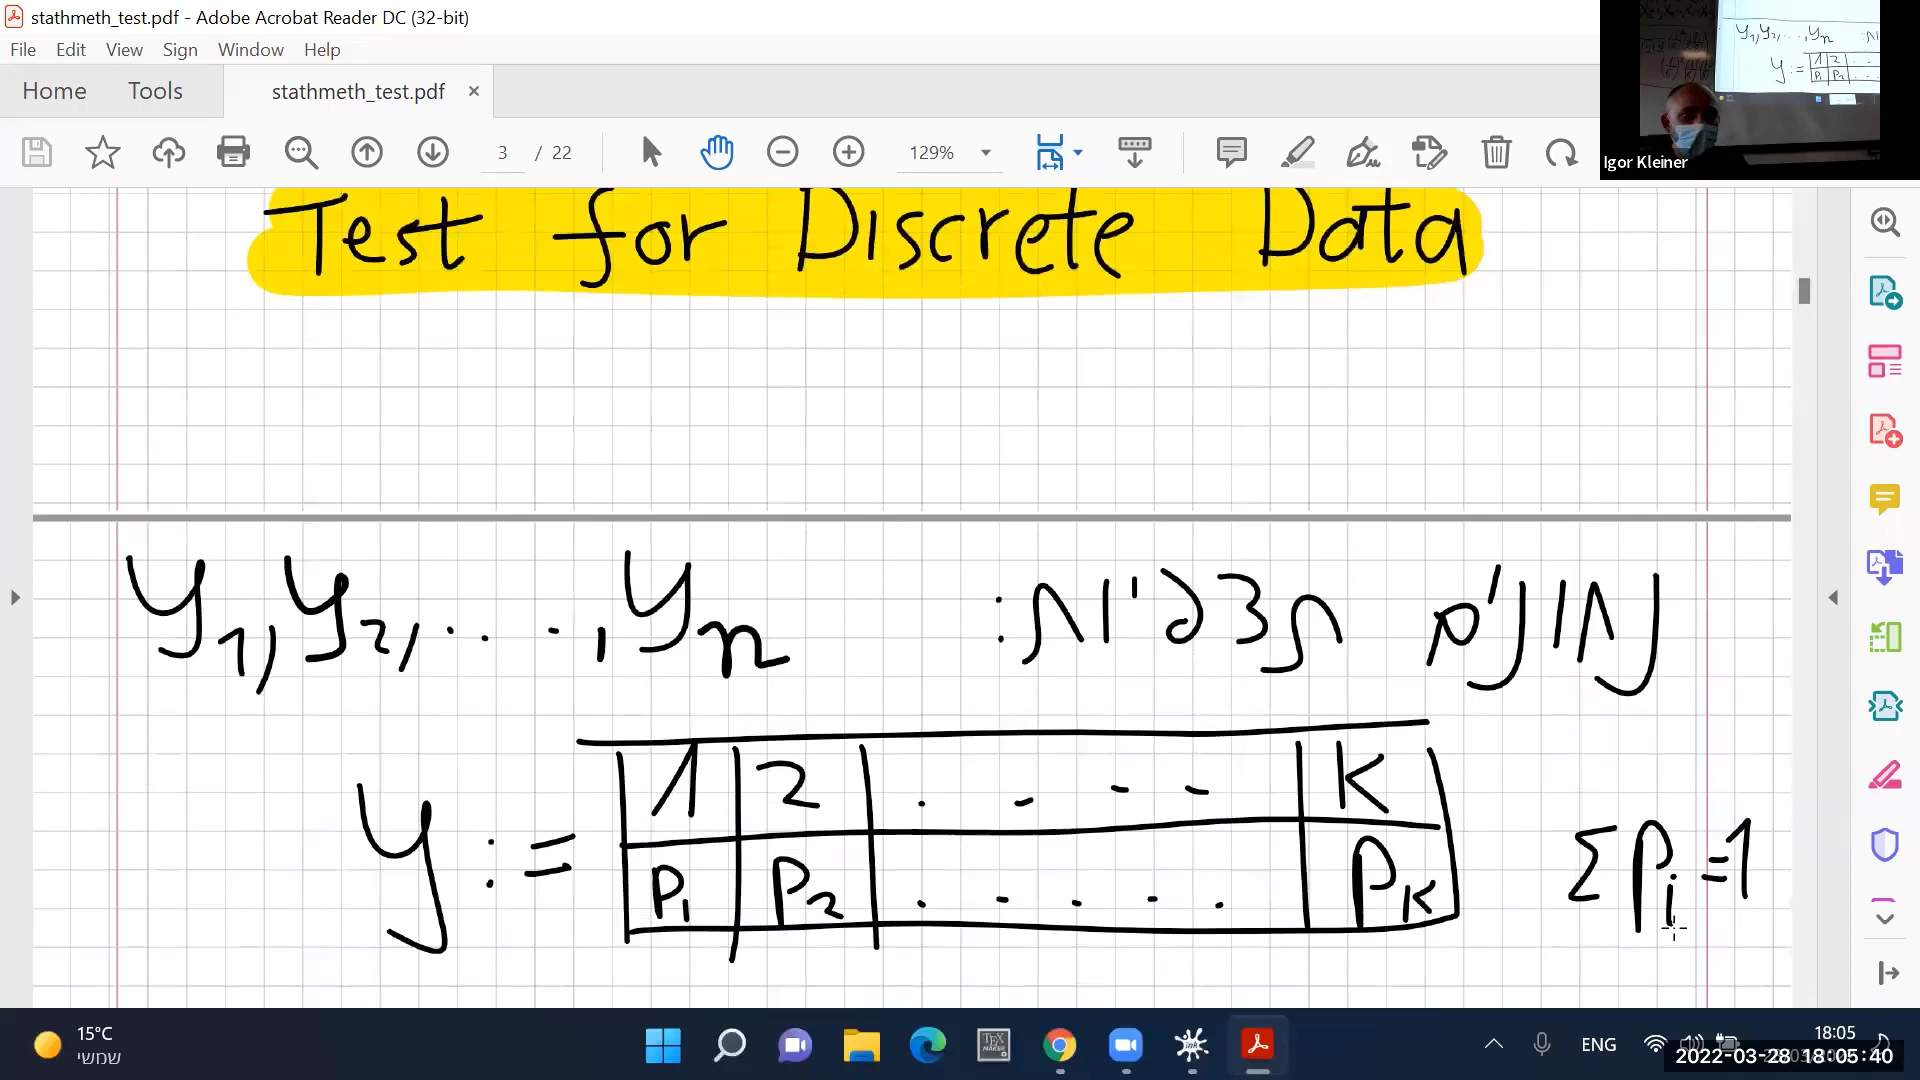 stathmeth_test.pdf - Adobe Acrobat Reader DC (32-bit)
File Edit View Sign Window Help
Home Tools stathmeth_test.pdf ×
3 / 22 129%
Igor Kleiner
Test for Discrete Data
נתונים תצפיות:
y₁, y₂, . . . ., yₙ
y := 1 2 . - - - K
P₁ P₂ . . . . . Pₖ
Σ Pᵢ = 1
15°C
שמשי
ENG
18:05
2022-03-28 18:05:40